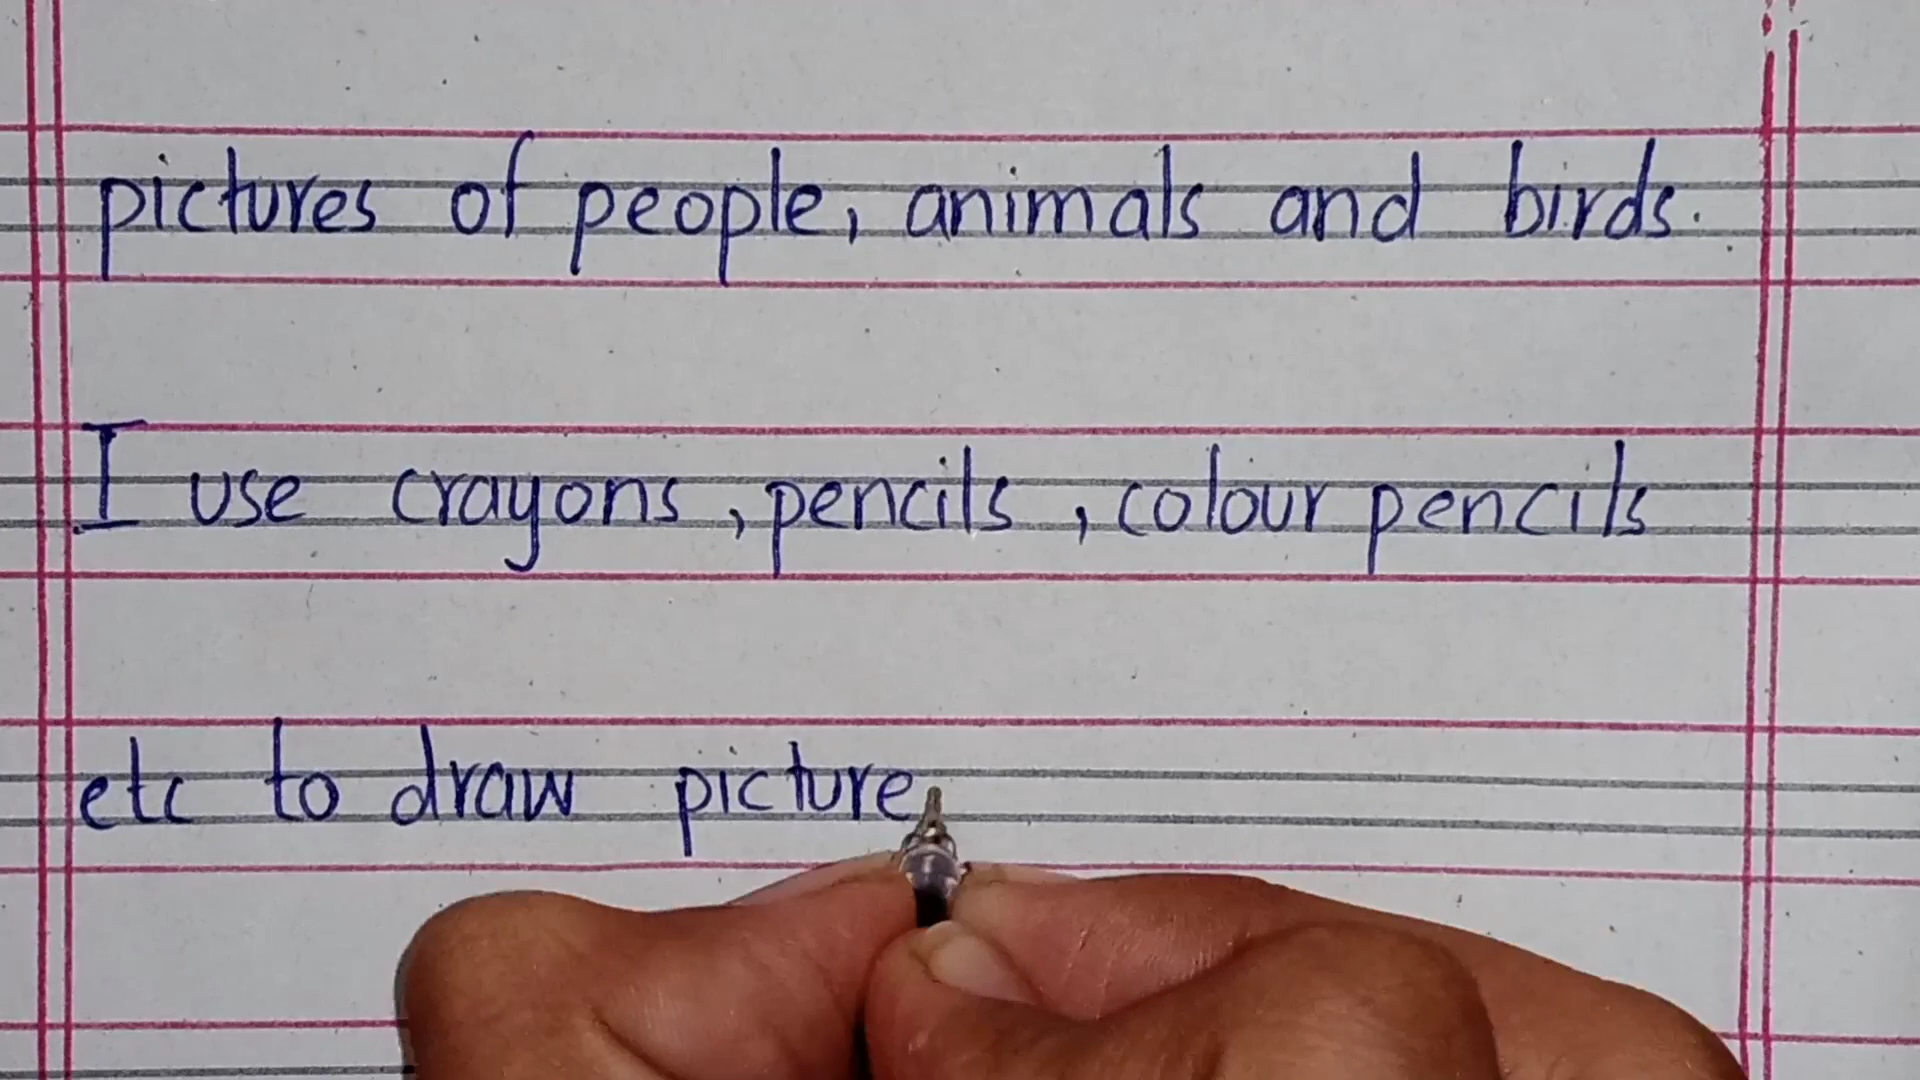 pictures of people, animals and birds.
I use crayons, pencils, colour pencils
etc to draw picture